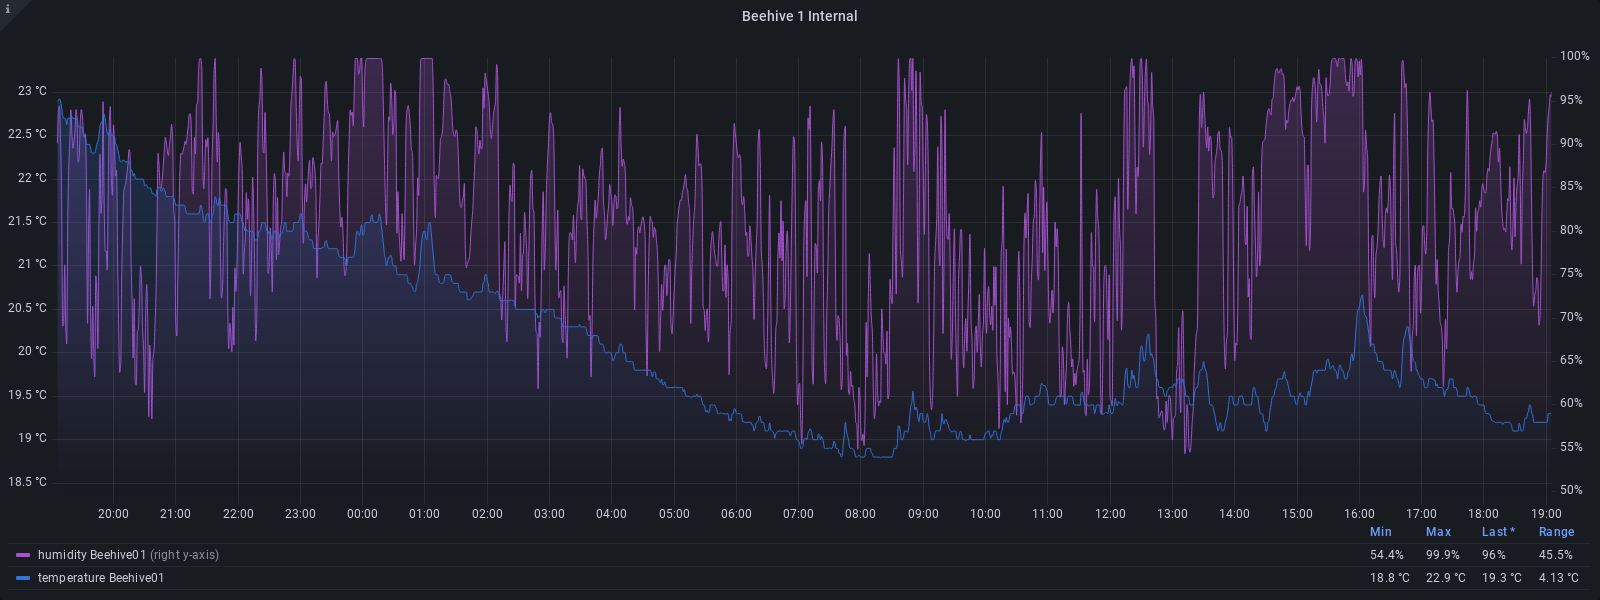 i
Beehive 1 Internal
23 °C
22.5 °C
22 °C
21.5 °C
21 °C
20.5 °C
20 °C
19.5 °C
19 °C
18.5 °C
100%
95%
90%
85%
80%
75%
70%
65%
60%
55%
50%
20:00 21:00 22:00 23:00 00:00 01:00 02:00 03:00 04:00 05:00 06:00 07:00 08:00 09:00 10:00 11:00 12:00 13:00 14:00 15:00 16:00 17:00 18:00 19:00
Min Max Last * Range
humidity Beehive01 (right y-axis) 54.4% 99.9% 96% 45.5%
temperature Beehive01 18.8 °C 22.9 °C 19.3 °C 4.13 °C